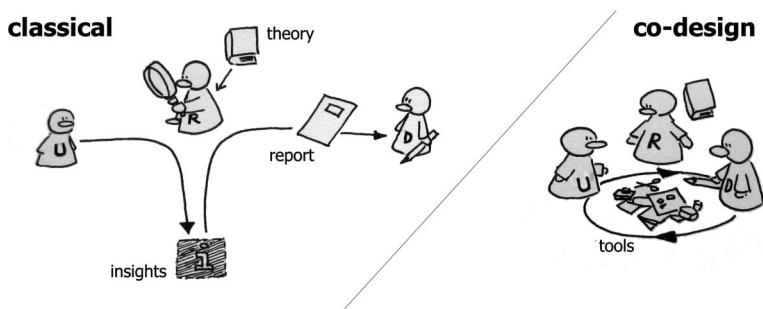 classical
theory
R
U
D
report
insights
i
co-design
R
U
D
tools